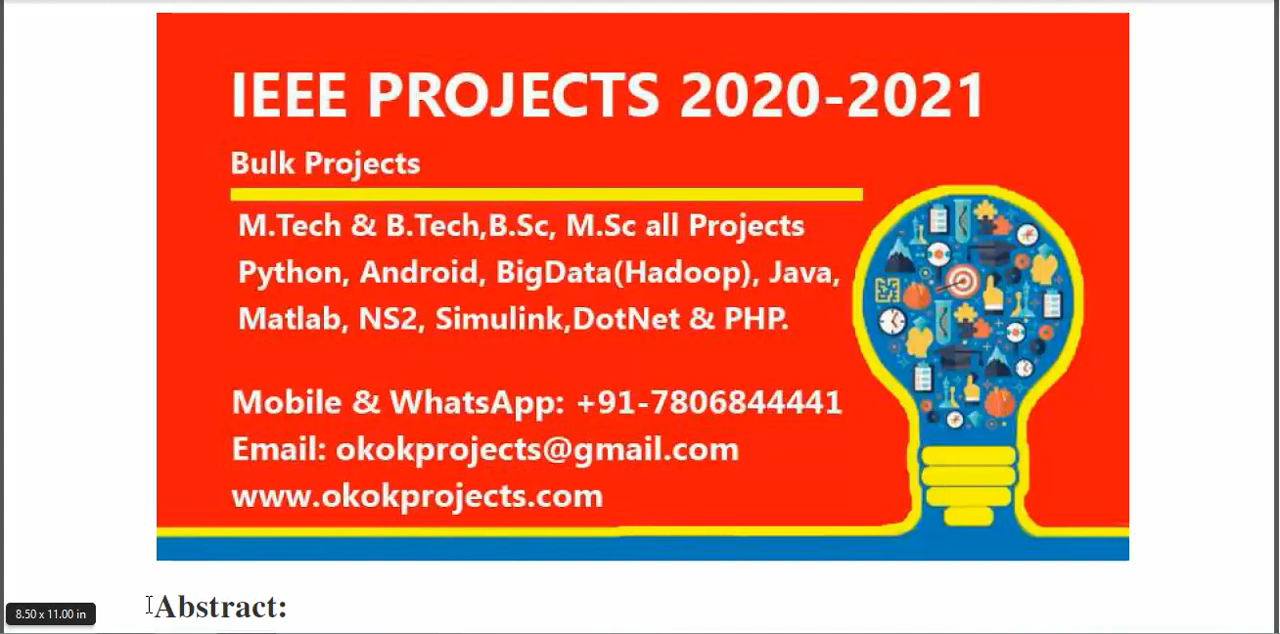 IEEE PROJECTS 2020-2021
Bulk Projects
M.Tech & B.Tech,B.Sc, M.Sc all Projects
Python, Android, BigData(Hadoop), Java,
Matlab, NS2, Simulink,DotNet & PHP.
Mobile & WhatsApp: +91-7806844441
Email: okokprojects@gmail.com
www.okokprojects.com
Abstract:
8.50 x 11.00 in